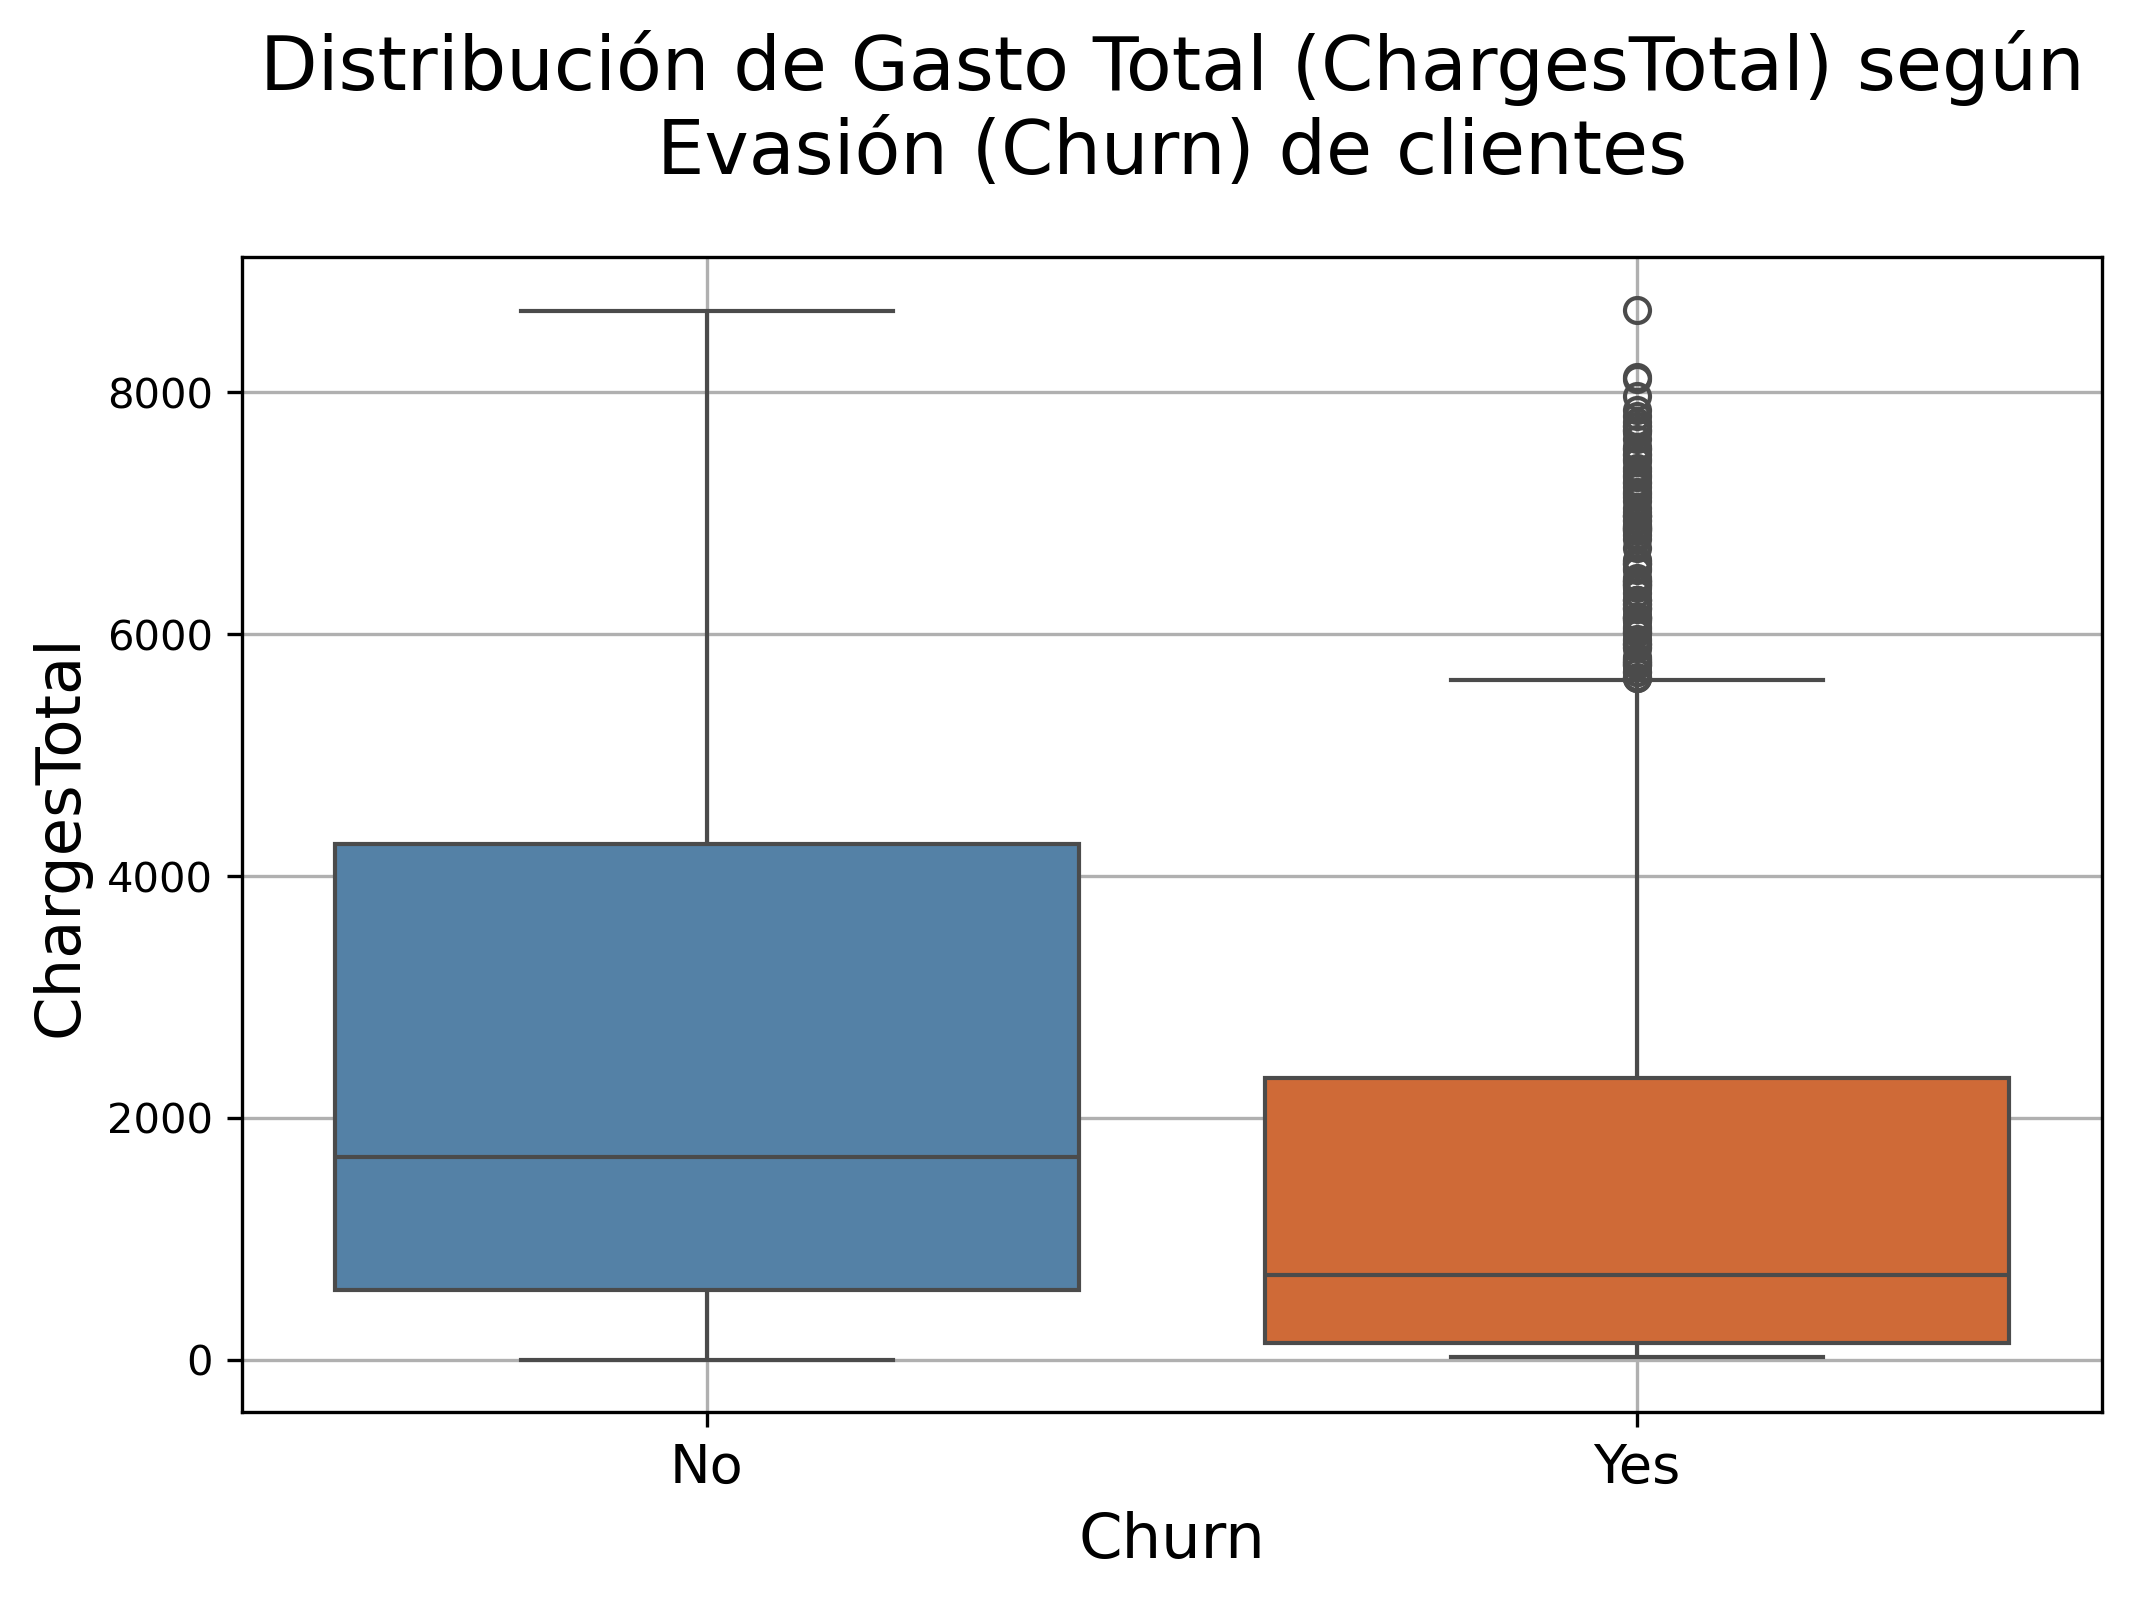 Distribución de Gasto Total (ChargesTotal) según
Evasión (Churn) de clientes
ChargesTotal
8000
6000
4000
2000
0
No
Yes
Churn